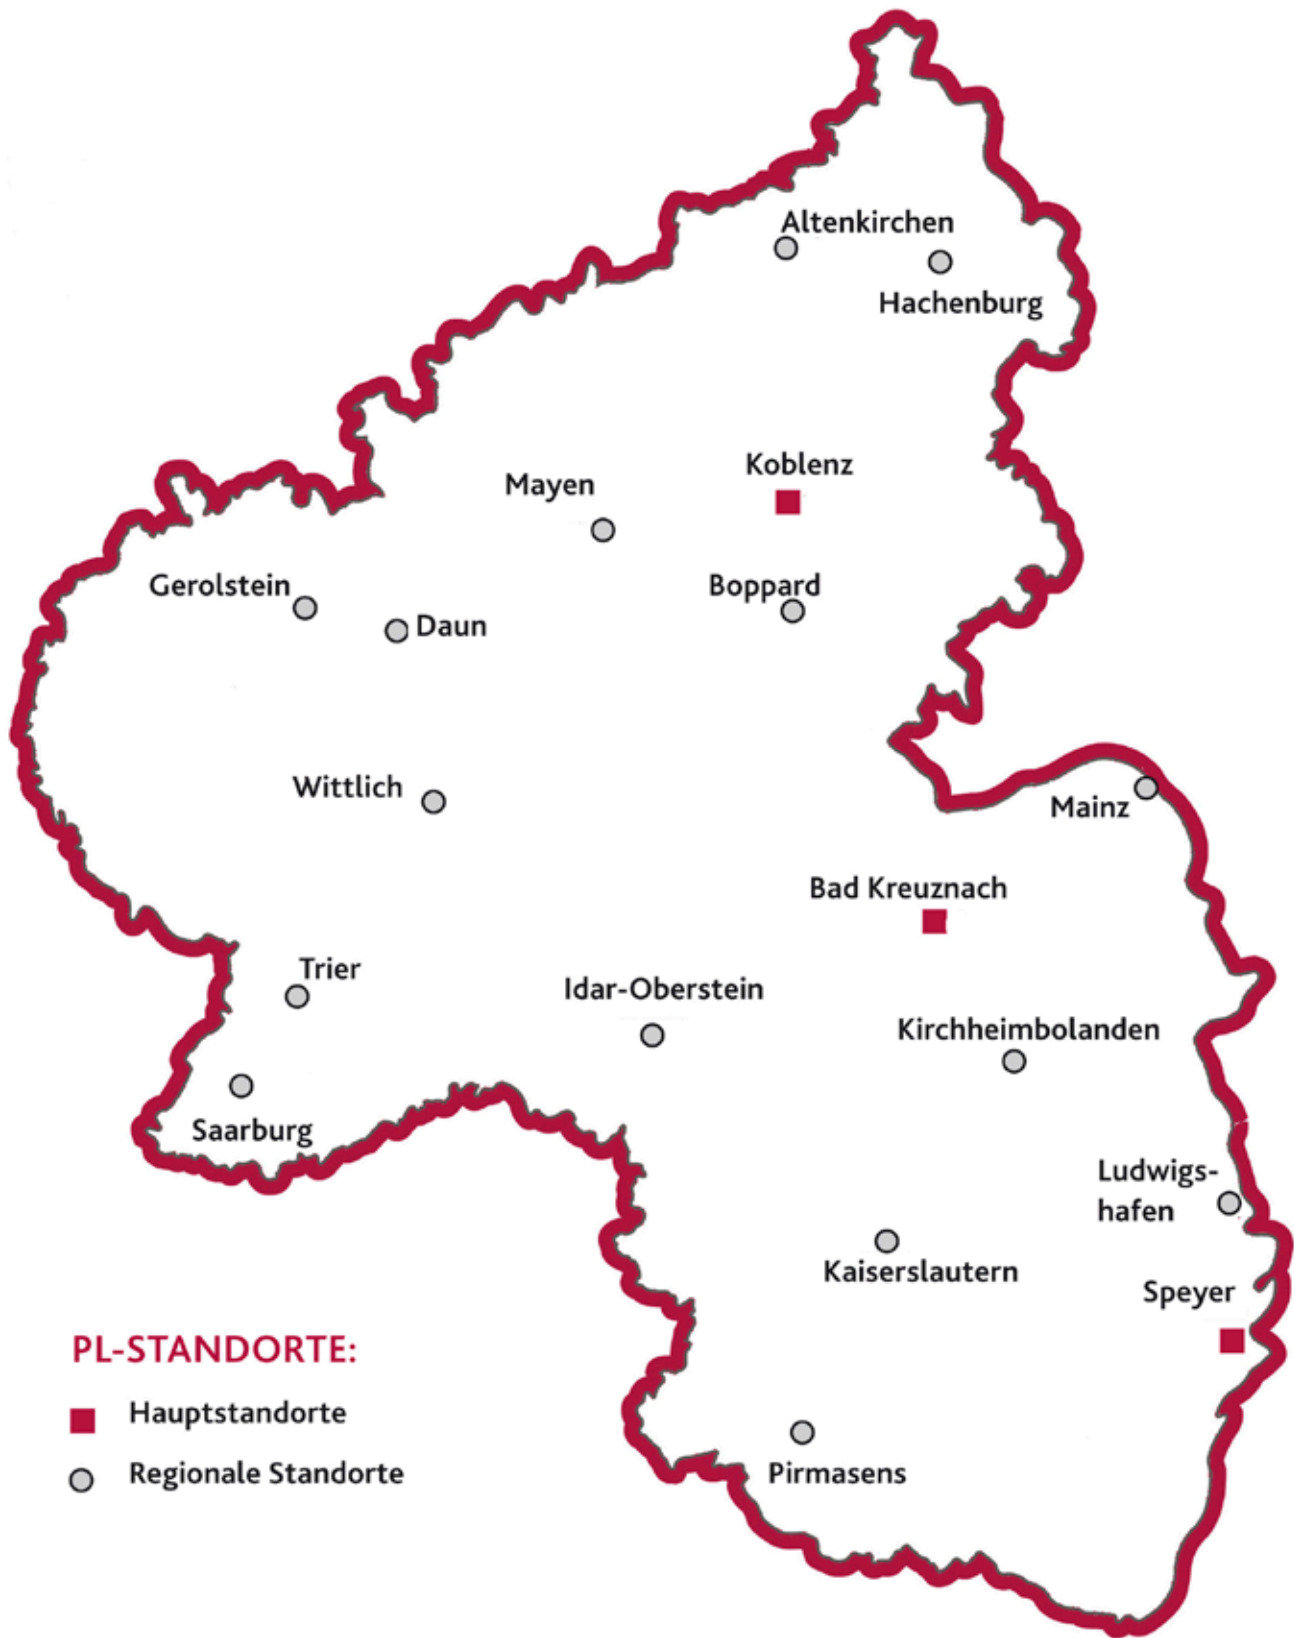 Altenkirchen
Hachenburg
Koblenz
Mayen
Gerolstein
Boppard
Daun
Wittlich
Mainz
Bad Kreuznach
Trier
Idar-Oberstein
Kirchheimbolanden
Saarburg
Ludwigs-
hafen
Kaiserslautern
Speyer
PL-STANDORTE:
Hauptstandorte
Regionale Standorte
Pirmasens